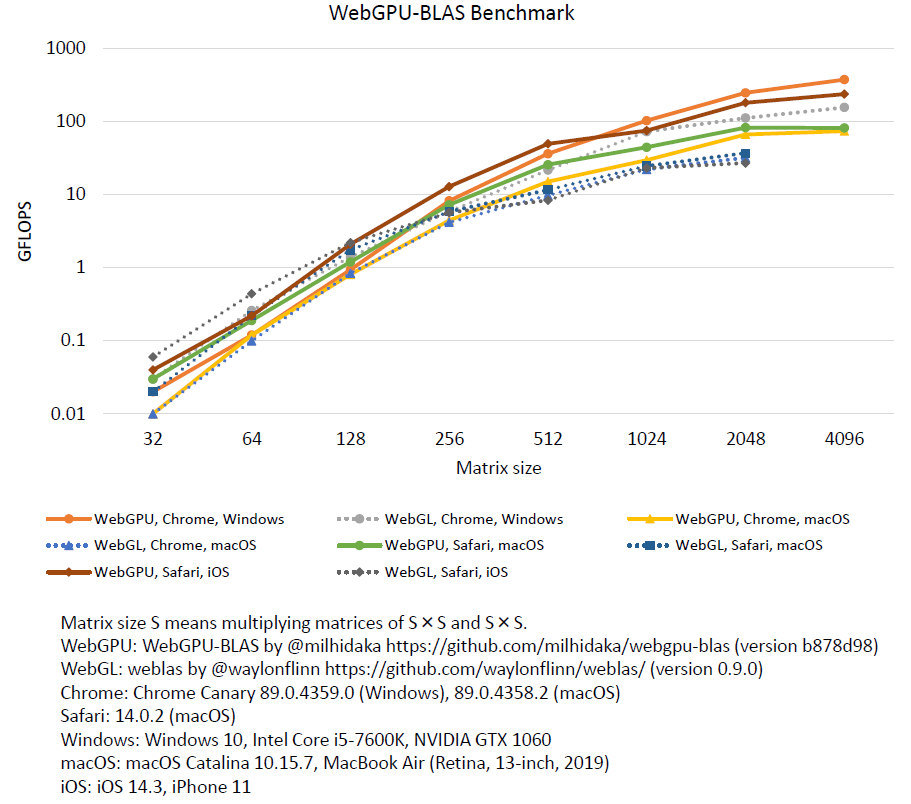 WebGPU-BLAS Benchmark
1000
100
10
1
0.1
0.01
GFLOPS
32 64 128 256 512 1024 2048 4096
Matrix size
WebGPU, Chrome, Windows WebGL, Chrome, Windows WebGPU, Chrome, macOS
WebGL, Chrome, macOS WebGPU, Safari, macOS WebGL, Safari, macOS
WebGPU, Safari, iOS WebGL, Safari, iOS
Matrix size S means multiplying matrices of S×S and S×S.
WebGPU: WebGPU-BLAS by @milhidaka https://github.com/milhidaka/webgpu-blas (version b878d98)
WebGL: weblas by @waylonflinn https://github.com/waylonflinn/weblas/ (version 0.9.0)
Chrome: Chrome Canary 89.0.4359.0 (Windows), 89.0.4358.2 (macOS)
Safari: 14.0.2 (macOS)
Windows: Windows 10, Intel Core i5-7600K, NVIDIA GTX 1060
macOS: macOS Catalina 10.15.7, MacBook Air (Retina, 13-inch, 2019)
iOS: iOS 14.3, iPhone 11